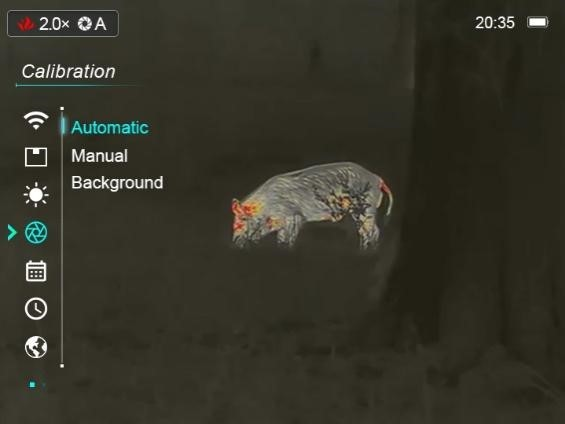 2.0× A
20:35
Calibration
Automatic
Manual
Background